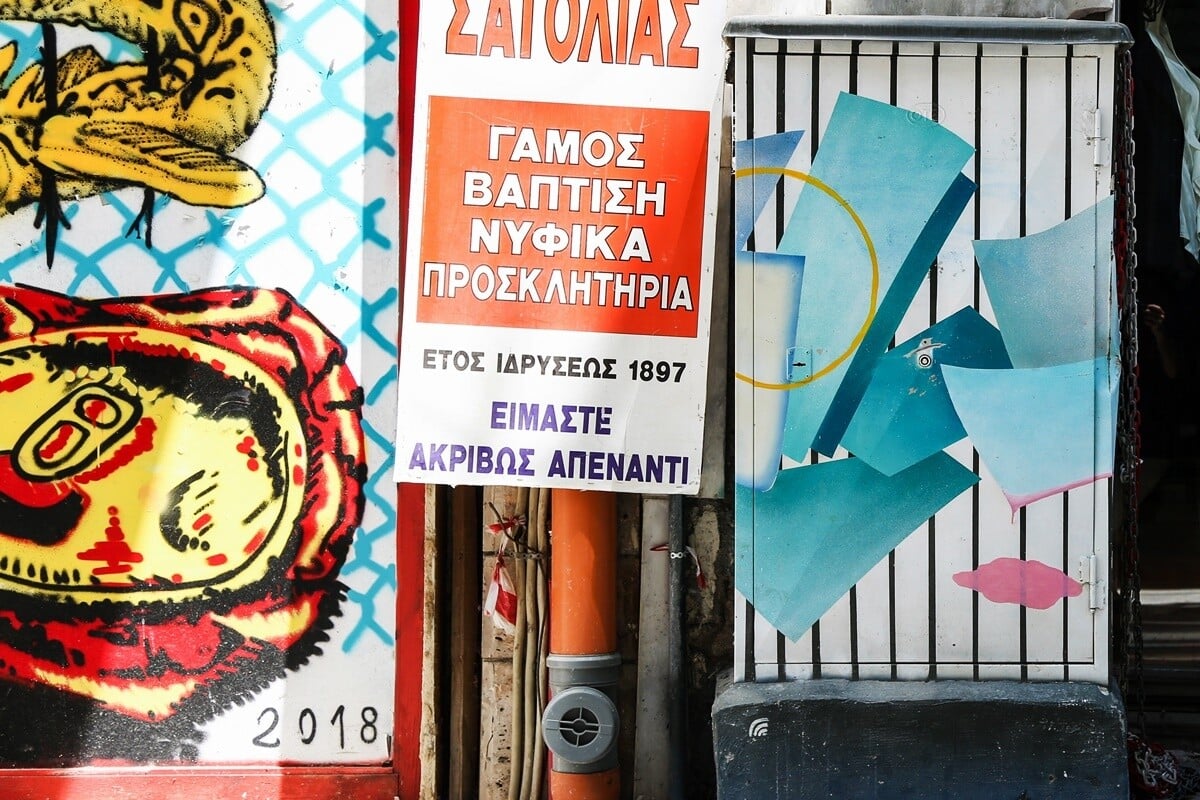 ΣΑΤΟΛΙΑΣ
ΓΑΜΟΣ
ΒΑΠΤΙΣΗ
ΝΥΦΙΚΑ
ΠΡΟΣΚΛΗΤΗΡΙΑ
ΕΤΟΣ ΙΔΡΥΣΕΩΣ 1897
ΕΙΜΑΣΤΕ
ΑΚΡΙΒΩΣ ΑΠΕΝΑΝΤΙ
2018